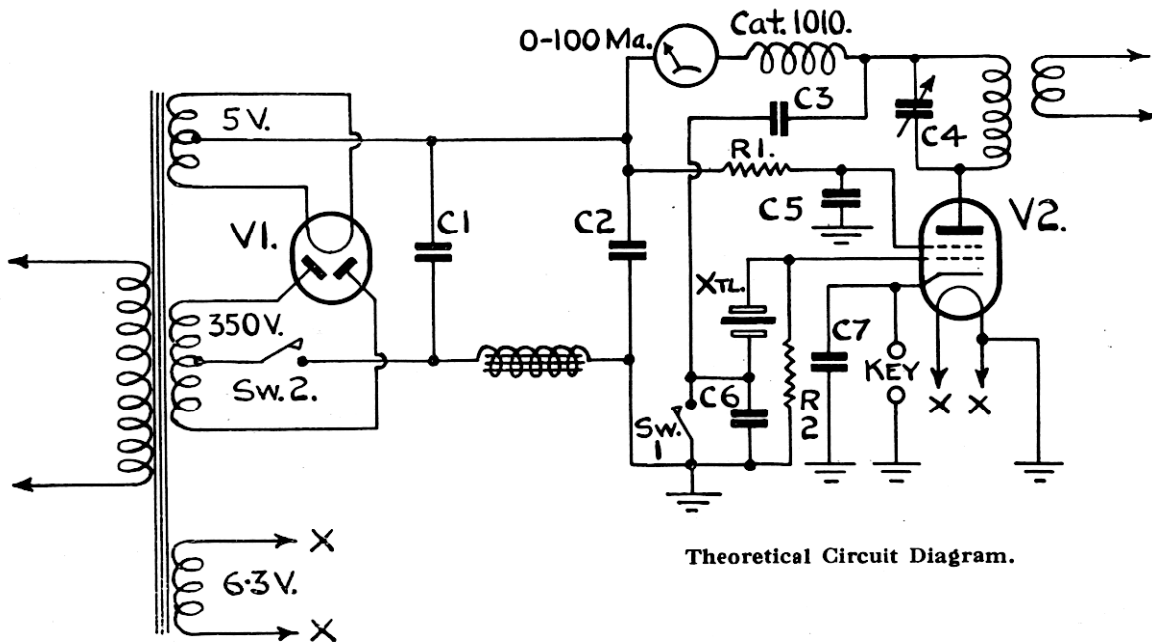 Cat. 1010.
0-100 Ma.
5 V.
C3
C4
R1.
V1.
C1
C2
C5
V2.
XTL.
350 V.
Sw. 2.
C7
KEY
C6
R2
Sw. 1
X X
X
6.3 V.
X
Theoretical Circuit Diagram.